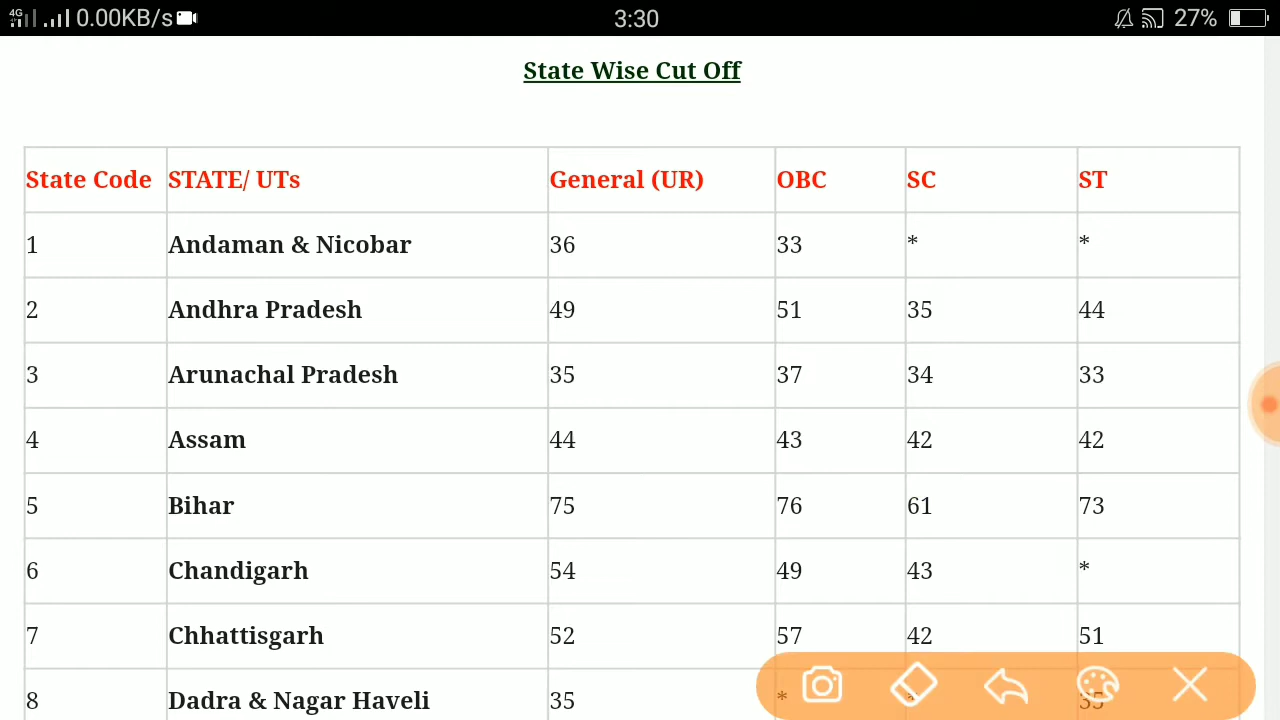 4G 0.00KB/s 3:30 27%
State Wise Cut Off
State Code STATE/ UTs General (UR) OBC SC ST
1 Andaman & Nicobar 36 33 * *
2 Andhra Pradesh 49 51 35 44
3 Arunachal Pradesh 35 37 34 33
4 Assam 44 43 42 42
5 Bihar 75 76 61 73
6 Chandigarh 54 49 43 *
7 Chhattisgarh 52 57 42 51
8 Dadra & Nagar Haveli 35 * * 35